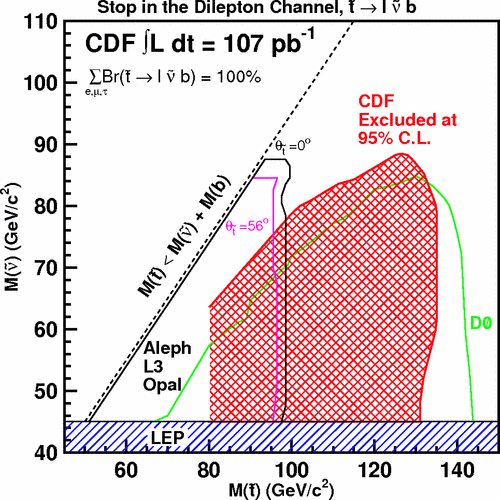 Stop in the Dilepton Channel, t̃ → l ν̃ b
CDF ∫L dt = 107 pb⁻¹
∑Br(t̃ → l ν̃ b) = 100%
e,μ,τ
CDF
Excluded at
95% C.L.
θt̃=0°
θt̃=56°
M(t̃) < M(ν̃) + M(b)
Aleph
L3
Opal
D0
LEP
M(ν̃) (GeV/c²)
110
100
90
80
70
60
50
40
60
80
100
120
140
M(t̃) (GeV/c²)